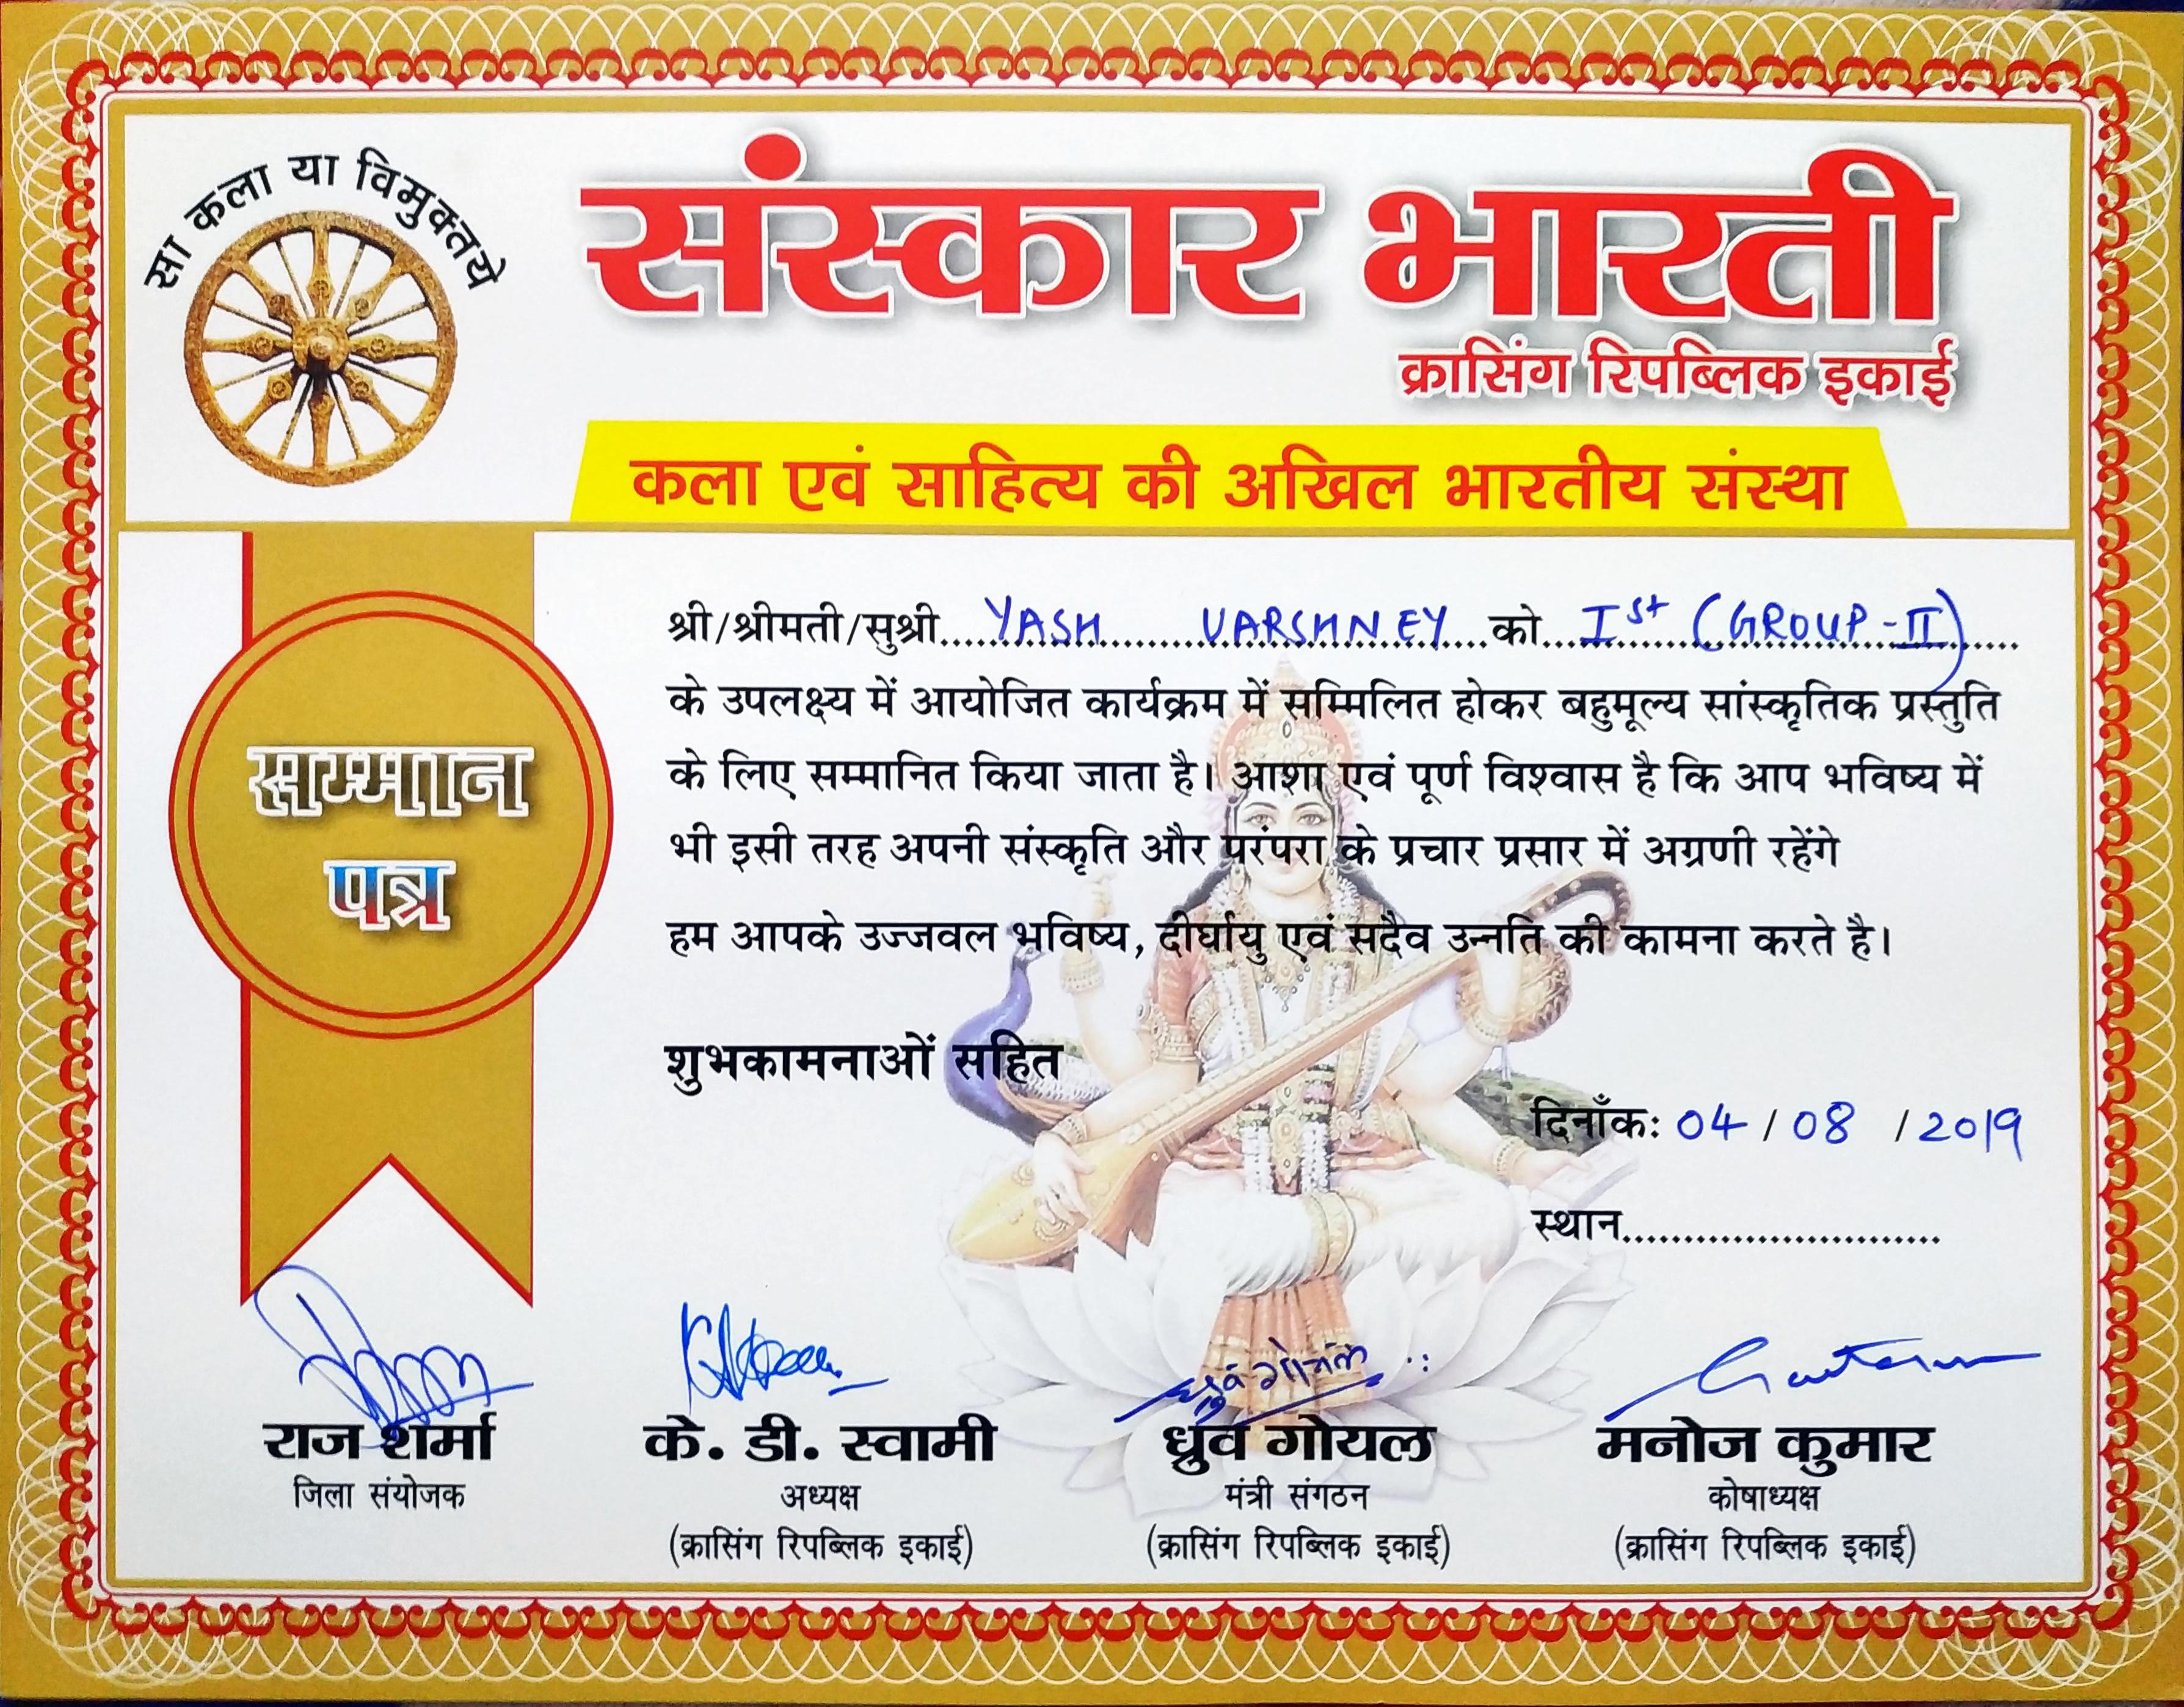 सा कला या विमुक्तये
संस्कार भारती
क्रासिंग रिपब्लिक इकाई
कला एवं साहित्य की अखिल भारतीय संस्था
सम्मान
पत्र
श्री/श्रीमती/सुश्री....YASH VARSHNEY....को....Ist (GROUP-II)....
के उपलक्ष्य में आयोजित कार्यक्रम में सम्मिलित होकर बहुमूल्य सांस्कृतिक प्रस्तुति
के लिए सम्मानित किया जाता है। आशा एवं पूर्ण विश्वास है कि आप भविष्य में
भी इसी तरह अपनी संस्कृति और परंपरा के प्रचार प्रसार में अग्रणी रहेंगे
हम आपके उज्जवल भविष्य, दीर्घायु एवं सदैव उन्नति की कामना करते है।
शुभकामनाओं सहित
दिनाँक: 04 / 08 / 2019
स्थान..........................
ध्रुव गोयल
राज शर्मा के. डी. स्वामी ध्रुव गोयल मनोज कुमार
जिला संयोजक अध्यक्ष मंत्री संगठन कोषाध्यक्ष
(क्रासिंग रिपब्लिक इकाई) (क्रासिंग रिपब्लिक इकाई) (क्रासिंग रिपब्लिक इकाई)